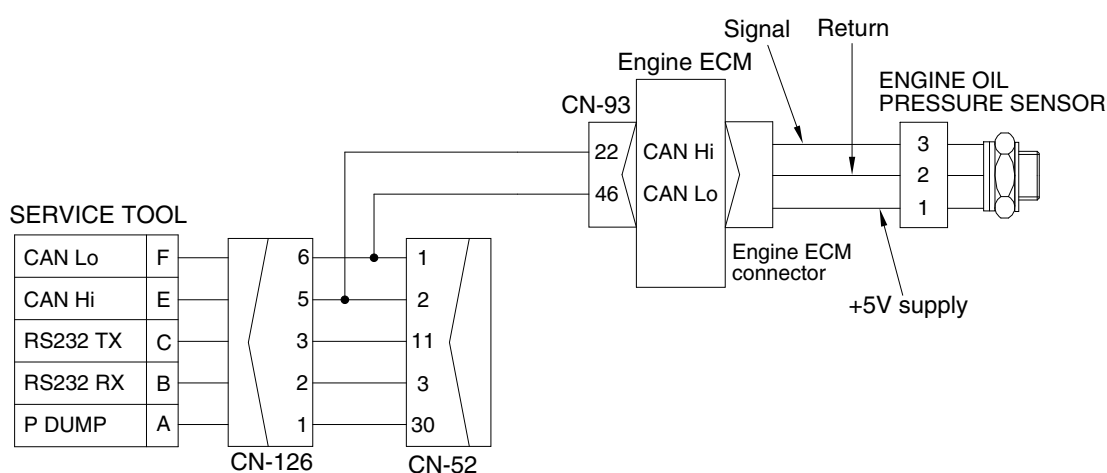 Signal
Return
Engine ECM
ENGINE OIL
PRESSURE SENSOR
CN-93
22 CAN Hi
46 CAN Lo
3
2
1
Engine ECM
connector
+5V supply
SERVICE TOOL
CAN Lo F 6 1
CAN Hi E 5 2
RS232 TX C 3 11
RS232 RX B 2 3
P DUMP A 1 30
CN-126
CN-52